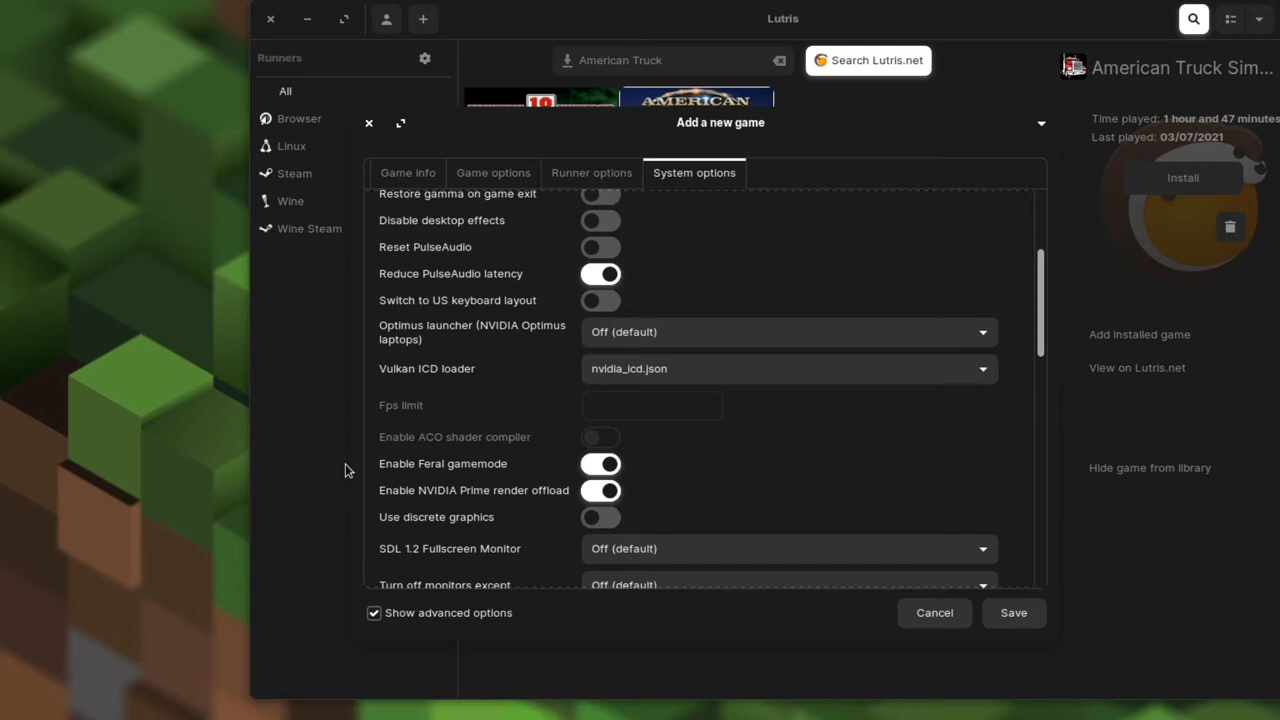 Lutris
Runners
American Truck
Search Lutris.net
American Truck Sim...
All
Browser
Linux
Steam
Wine
Wine Steam
10
AMERICAN
Time played: 1 hour and 47 minutes
Last played: 03/07/2021
Install
Add installed game
View on Lutris.net
Hide game from library
Add a new game
Game info
Game options
Runner options
System options
Restore gamma on game exit
Disable desktop effects
Reset PulseAudio
Reduce PulseAudio latency
Switch to US keyboard layout
Optimus launcher (NVIDIA Optimus
laptops)
Off (default)
Vulkan ICD loader
nvidia_icd.json
Fps limit
Enable ACO shader compiler
Enable Feral gamemode
Enable NVIDIA Prime render offload
Use discrete graphics
SDL 1.2 Fullscreen Monitor
Off (default)
Turn off monitors except
Off (default)
Show advanced options
Cancel
Save